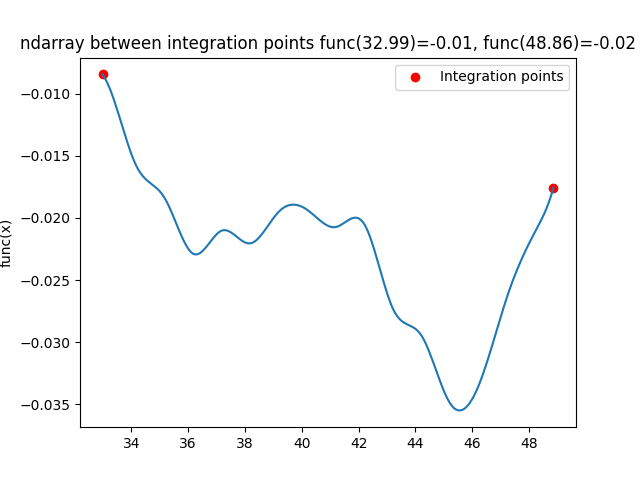 ndarray between integration points func(32.99)=-0.01, func(48.86)=-0.02
Integration points
func(x)
−0.010
−0.015
−0.020
−0.025
−0.030
−0.035
34 36 38 40 42 44 46 48